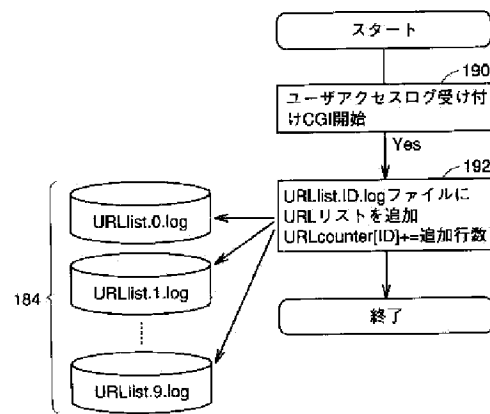 スタート
190
ユーザアクセスログ受け付
けCGI開始
Yes
192
URLlist.ID.logファイルに
URLリストを追加
URLcounter[ID]+=追加行数
URLlist.0.log
URLlist.1.log
184
URLlist.9.log
終了